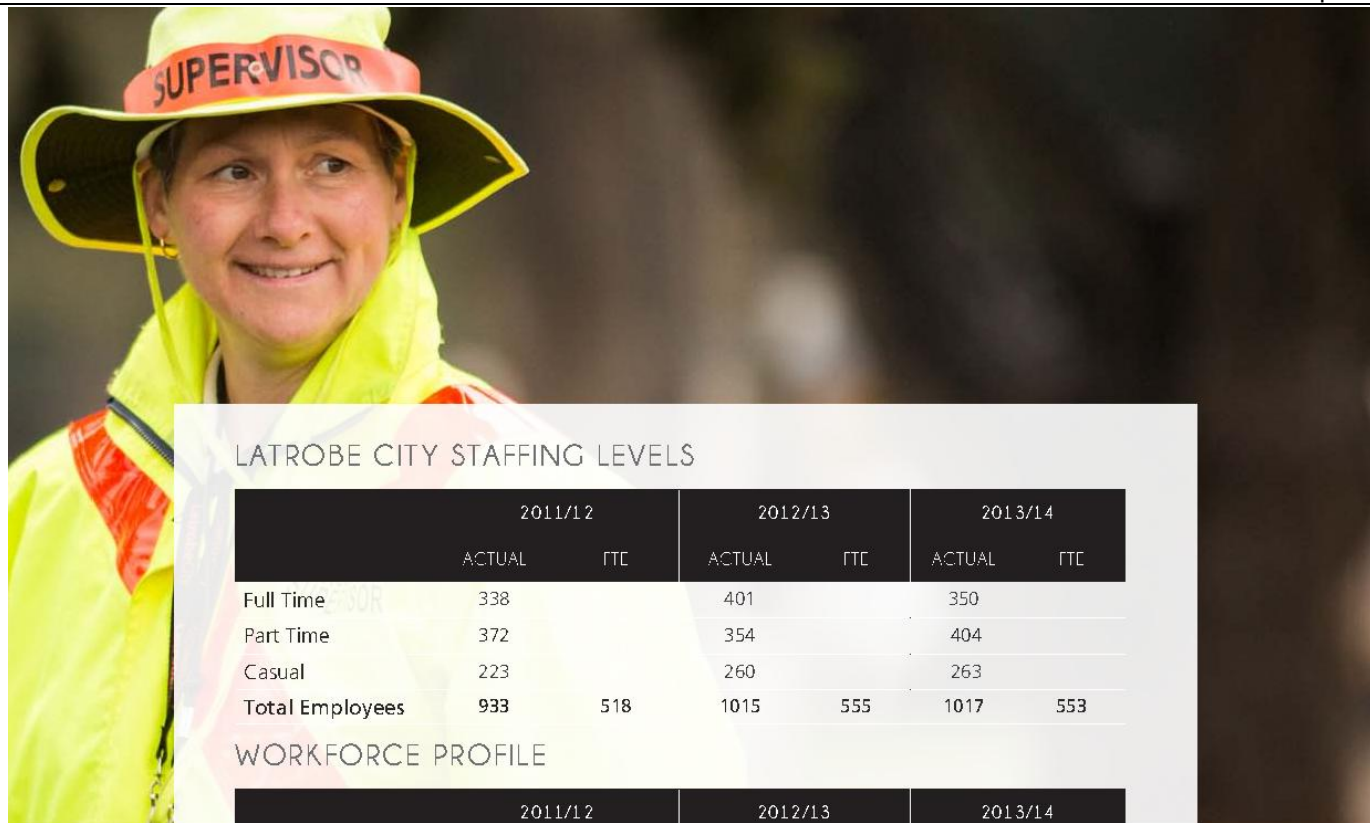 SUPERVISOR
LATROBE CITY STAFFING LEVELS
2011/12 2012/13 2013/14
ACTUAL FTE ACTUAL FTE ACTUAL FTE
Full Time 338 401 350
Part Time 372 354 404
Casual 223 260 263
Total Employees 933 518 1015 555 1017 553
WORKFORCE PROFILE
2011/12 2012/13 2013/14